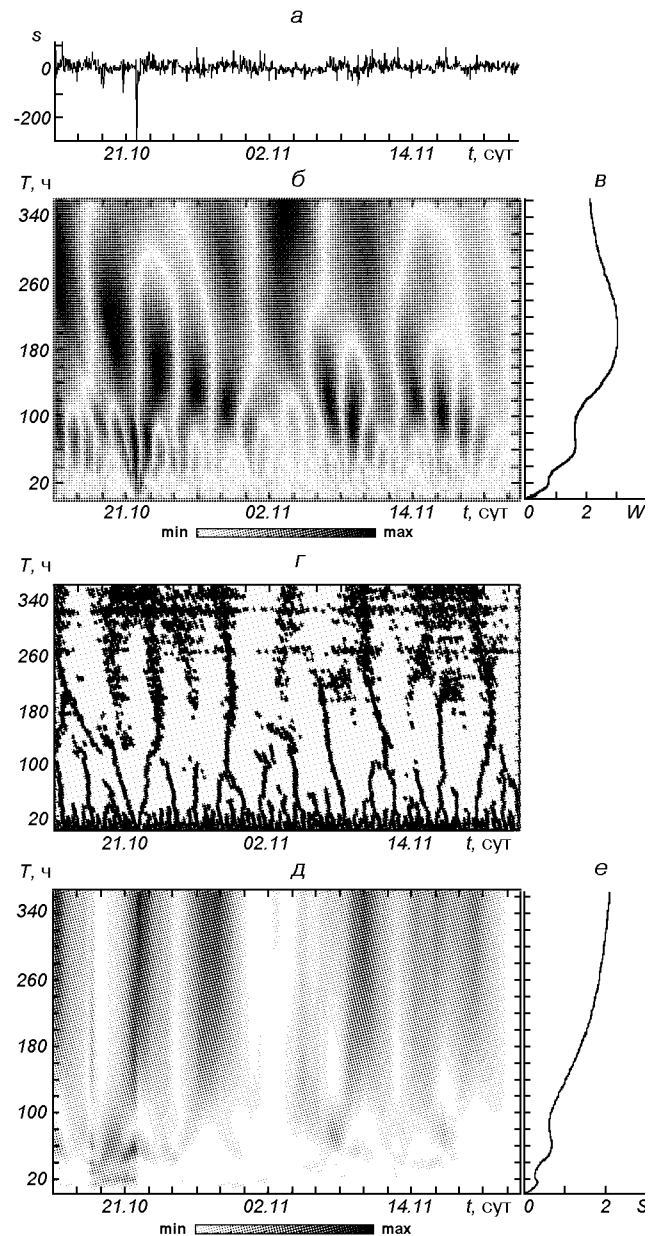 а
s
0
-200
21.10 02.11 14.11 t, сут
T, ч б в
340
260
180
100
20
21.10 02.11 14.11 t, сут 0 2 W
min max
T, ч г
340
260
180
100
20
21.10 02.11 14.11 t, сут
T, ч д е
340
260
180
100
20
21.10 02.11 14.11 t, сут 0 2 S
min max